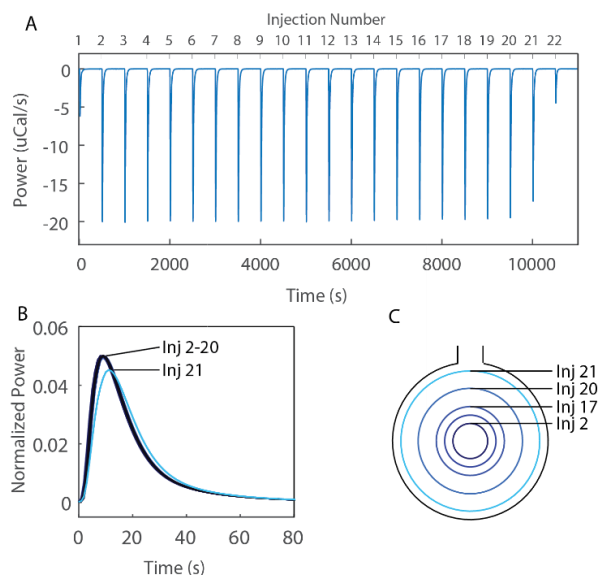 A
Injection Number
1 2 3 4 5 6 7 8 9 10 11 12 13 14 15 16 17 18 19 20 21 22
0
-5
-10
-15
-20
Power (uCal/s)
0 2000 4000 6000 8000 10000
Time (s)
B
0.06
0.04
0.02
0
Normalized Power
Inj 2-20
Inj 21
0 20 40 60 80
Time (s)
C
Inj 21
Inj 20
Inj 17
Inj 2